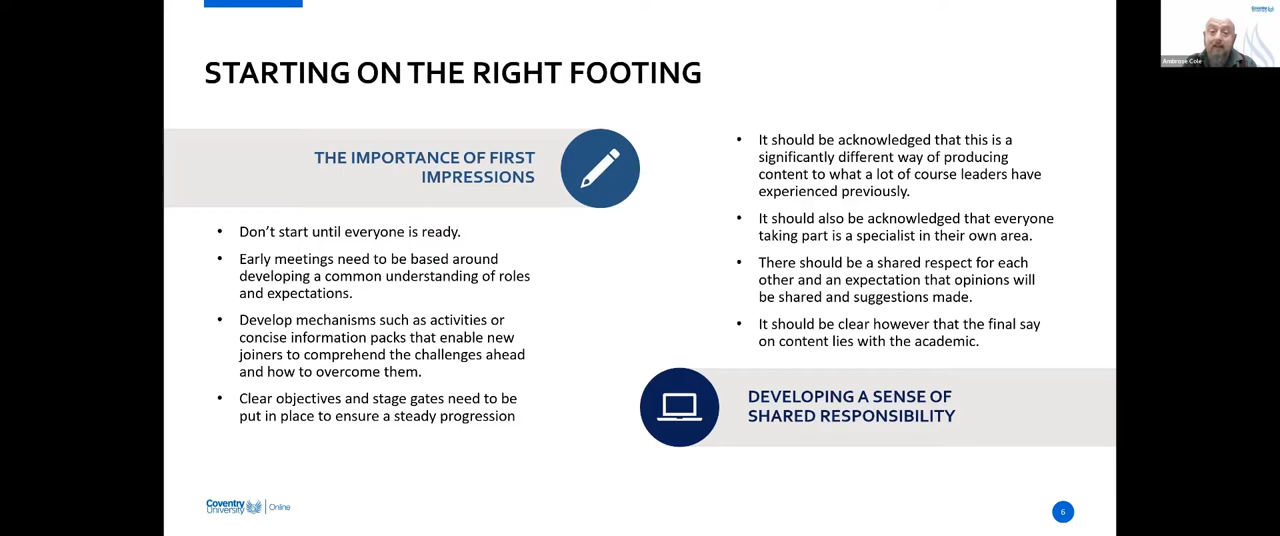 STARTING ON THE RIGHT FOOTING
THE IMPORTANCE OF FIRST
IMPRESSIONS
• Don’t start until everyone is ready.
• Early meetings need to be based around
developing a common understanding of roles
and expectations.
• Develop mechanisms such as activities or
concise information packs that enable new
joiners to comprehend the challenges ahead
and how to overcome them.
• Clear objectives and stage gates need to be
put in place to ensure a steady progression
• It should be acknowledged that this is a
significantly different way of producing
content to what a lot of course leaders have
experienced previously.
• It should also be acknowledged that everyone
taking part is a specialist in their own area.
• There should be a shared respect for each
other and an expectation that opinions will
be shared and suggestions made.
• It should be clear however that the final say
on content lies with the academic.
DEVELOPING A SENSE OF
SHARED RESPONSIBILITY
Coventry
University
Online
6
Ambrose Cole